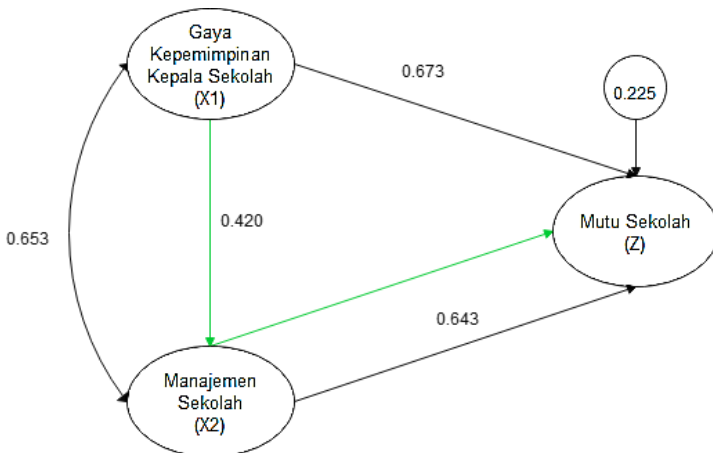 Gaya
Kepemimpinan
Kepala Sekolah
(X1)
0.673
0.225
0.420
Mutu Sekolah
(Z)
0.653
0.643
Manajemen
Sekolah
(X2)